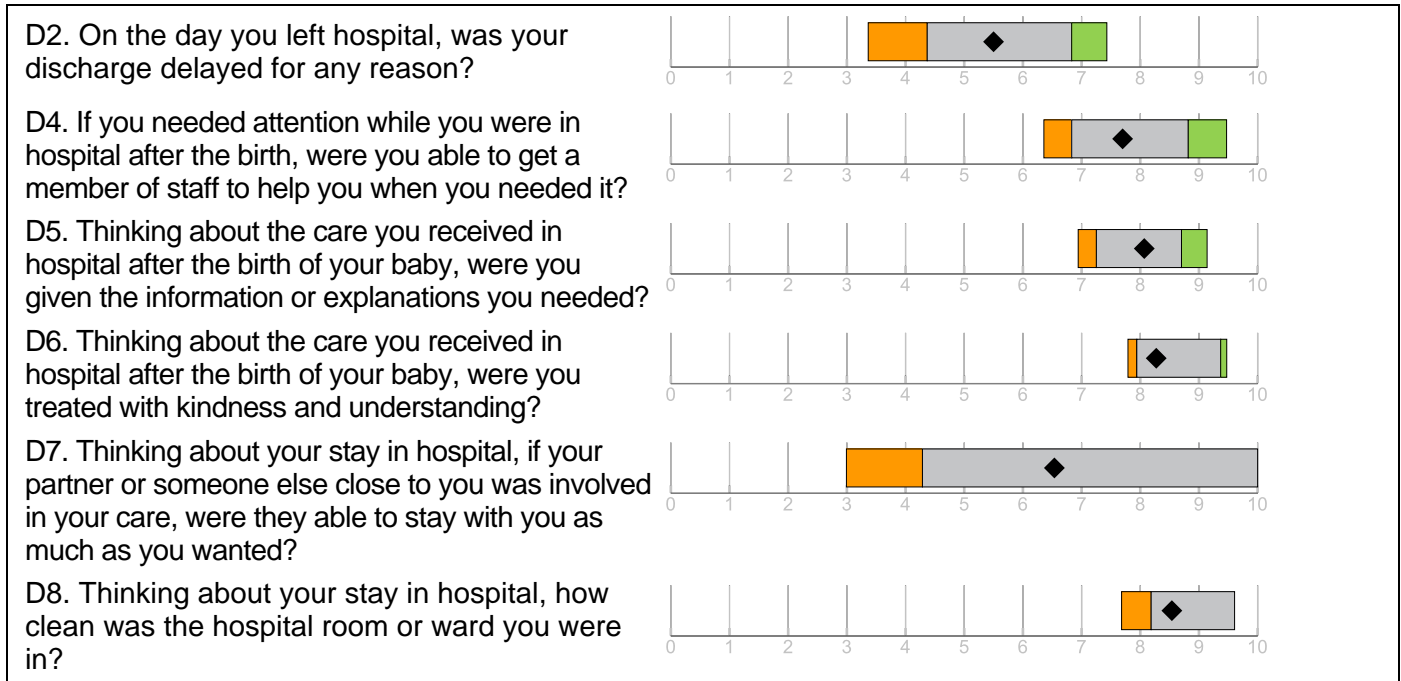 D2. On the day you left hospital, was your
discharge delayed for any reason?
0 1 2 3 4 5 6 7 8 9 10
D4. If you needed attention while you were in
hospital after the birth, were you able to get a
member of staff to help you when you needed it?
0 1 2 3 4 5 6 7 8 9 10
D5. Thinking about the care you received in
hospital after the birth of your baby, were you
given the information or explanations you needed?
0 1 2 3 4 5 6 7 8 9 10
D6. Thinking about the care you received in
hospital after the birth of your baby, were you
treated with kindness and understanding?
0 1 2 3 4 5 6 7 8 9 10
D7. Thinking about your stay in hospital, if your
partner or someone else close to you was involved
in your care, were they able to stay with you as
much as you wanted?
0 1 2 3 4 5 6 7 8 9 10
D8. Thinking about your stay in hospital, how
clean was the hospital room or ward you were
in?
0 1 2 3 4 5 6 7 8 9 10